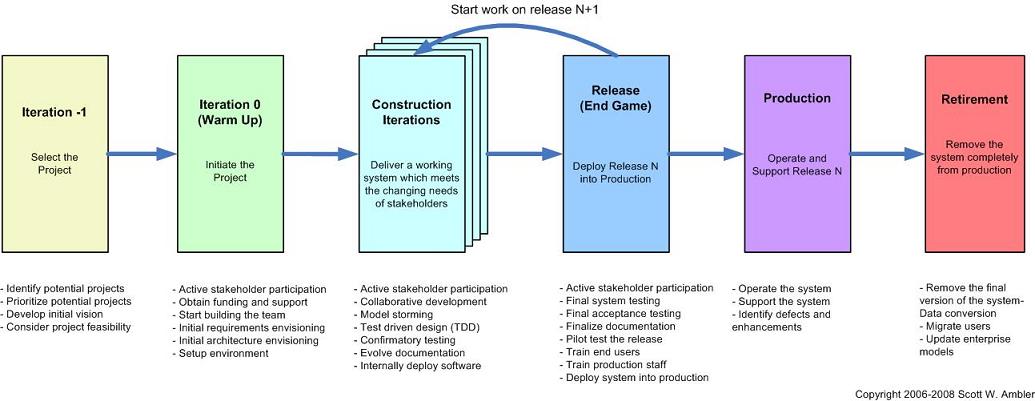 Start work on release N+1
Iteration -1
Select the
Project
Iteration 0
(Warm Up)
Initiate the
Project
Construction
Iterations
Deliver a working
system which meets
the changing needs
of stakeholders
Release
(End Game)
Deploy Release N
into Production
Production
Operate and
Support Release N
Retirement
Remove the
system completely
from production
- Identify potential projects
- Prioritize potential projects
- Develop initial vision
- Consider project feasibility
- Active stakeholder participation
- Obtain funding and support
- Start building the team
- Initial requirements envisioning
- Initial architecture envisioning
- Setup environment
- Active stakeholder participation
- Collaborative development
- Model storming
- Test driven design (TDD)
- Confirmatory testing
- Evolve documentation
- Internally deploy software
- Active stakeholder participation
- Final system testing
- Final acceptance testing
- Finalize documentation
- Pilot test the release
- Train end users
- Train production staff
- Deploy system into production
- Operate the system
- Support the system
- Identify defects and
enhancements
- Remove the final
version of the system-
Data conversion
- Migrate users
- Update enterprise
models
Copyright 2006-2008 Scott W. Ambler